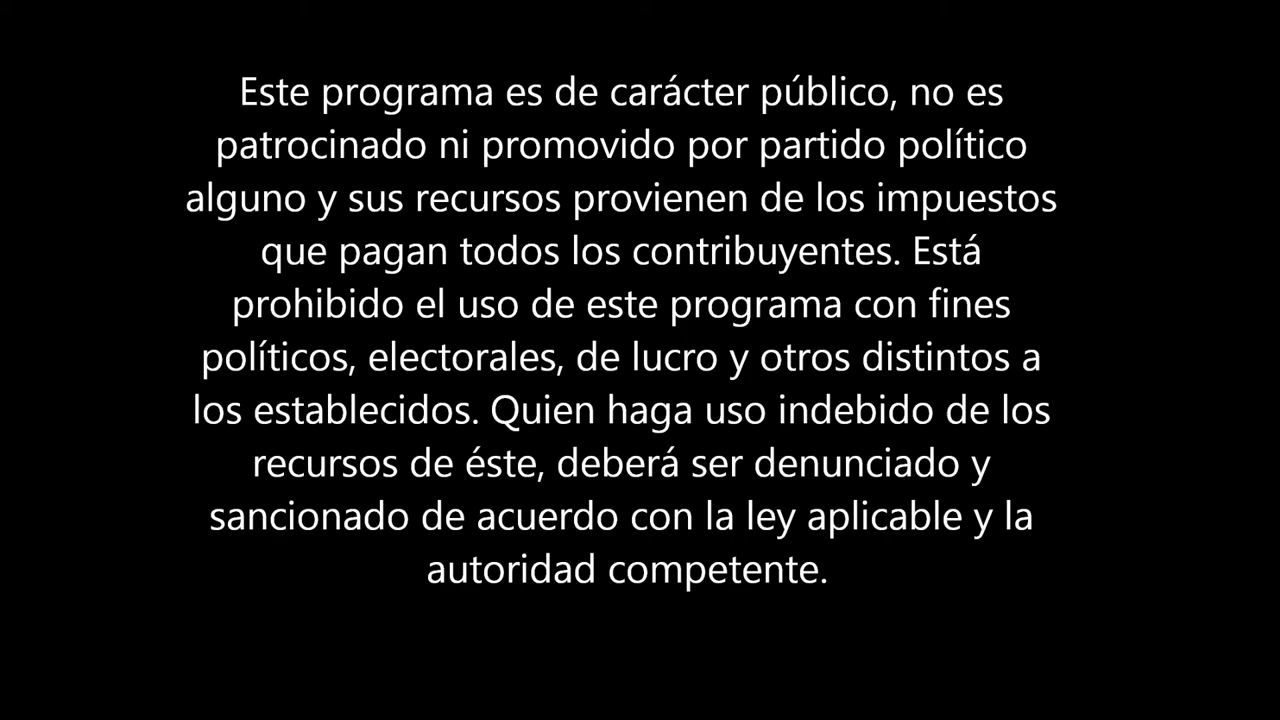 Este programa es de carácter público, no es
patrocinado ni promovido por partido político
alguno y sus recursos provienen de los impuestos
que pagan todos los contribuyentes. Está
prohibido el uso de este programa con fines
políticos, electorales, de lucro y otros distintos a
los establecidos. Quien haga uso indebido de los
recursos de éste, deberá ser denunciado y
sancionado de acuerdo con la ley aplicable y la
autoridad competente.